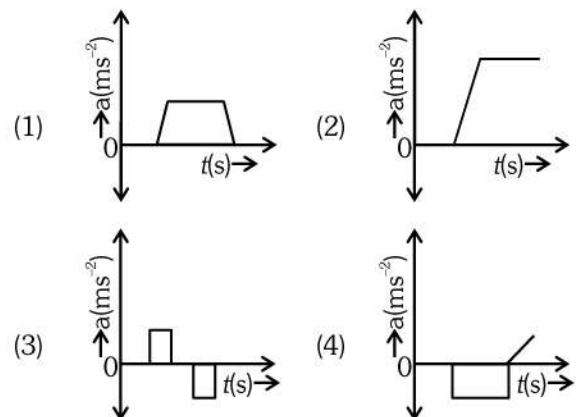 (1) a(ms⁻²) 0 t(s)
(2) a(ms⁻²) 0 t(s)
(3) a(ms⁻²) 0 t(s)
(4) a(ms⁻²) 0 t(s)